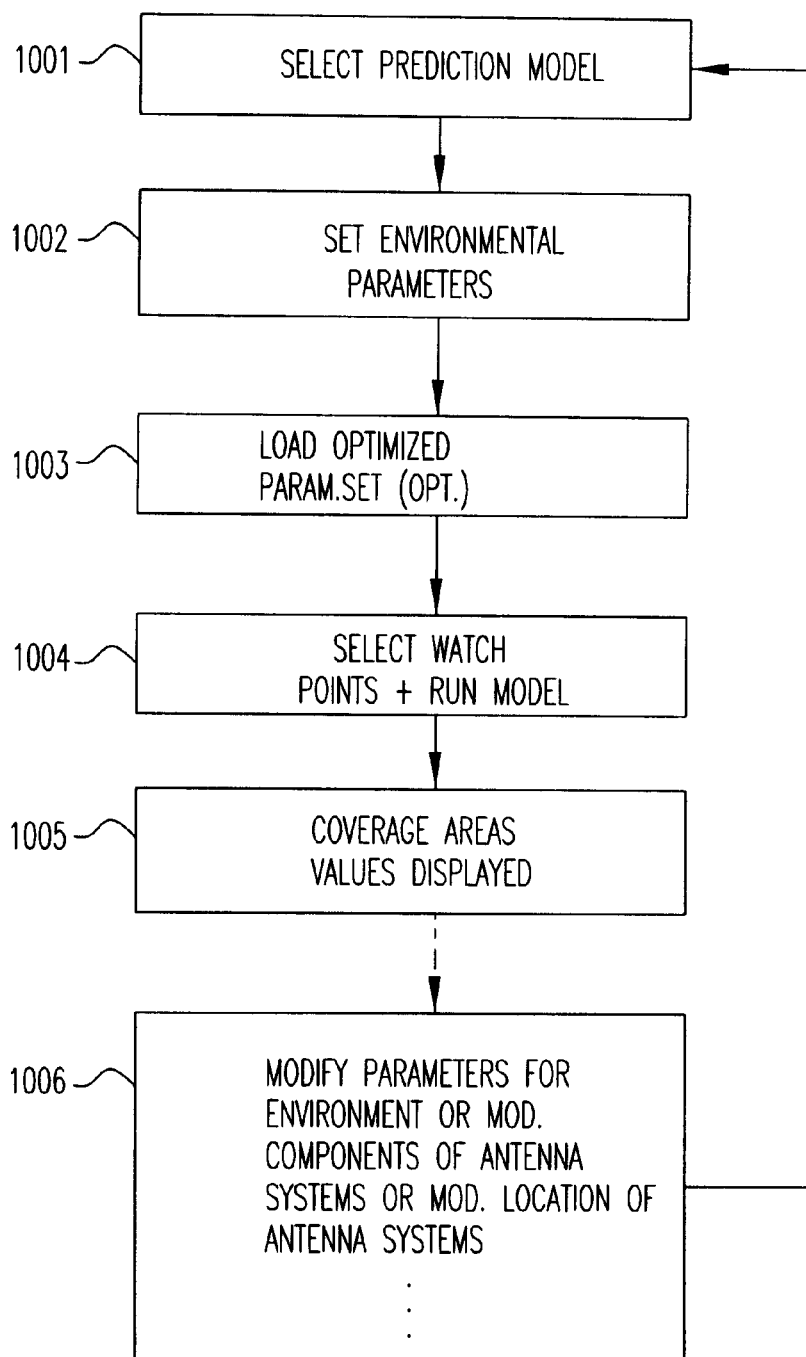 1001
SELECT PREDICTION MODEL
1002
SET ENVIRONMENTAL
PARAMETERS
1003
LOAD OPTIMIZED
PARAM.SET (OPT.)
1004
SELECT WATCH
POINTS + RUN MODEL
1005
COVERAGE AREAS
VALUES DISPLAYED
1006
MODIFY PARAMETERS FOR
ENVIRONMENT OR MOD.
COMPONENTS OF ANTENNA
SYSTEMS OR MOD. LOCATION OF
ANTENNA SYSTEMS
.
.
.